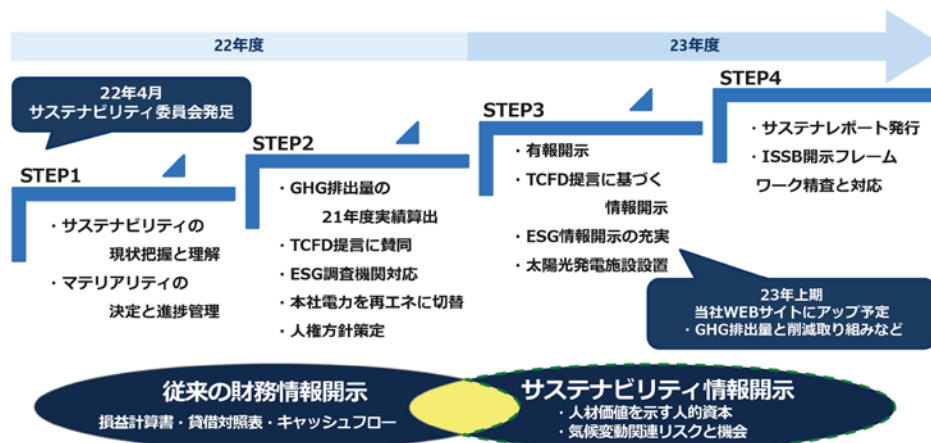 22年度
23年度
22年4月
サステナビリティ委員会発足
STEP1
・サステナビリティの
現状把握と理解
・マテリアリティの
決定と進捗管理
STEP2
・GHG排出量の
21年度実績算出
・TCFD提言に賛同
・ESG調査機関対応
・本社電力を再エネに切替
・人権方針策定
STEP3
・有報開示
・TCFD提言に基づく
情報開示
・ESG情報開示の充実
・太陽光発電施設設置
STEP4
・サステナレポート発行
・ISSB開示フレーム
ワーク精査と対応
23年上期
当社WEBサイトにアップ予定
・GHG排出量と削減取り組みなど
従来の財務情報開示
損益計算書・貸借対照表・キャッシュフロー
サステナビリティ情報開示
・人材価値を示す人的資本
・気候変動関連リスクと機会